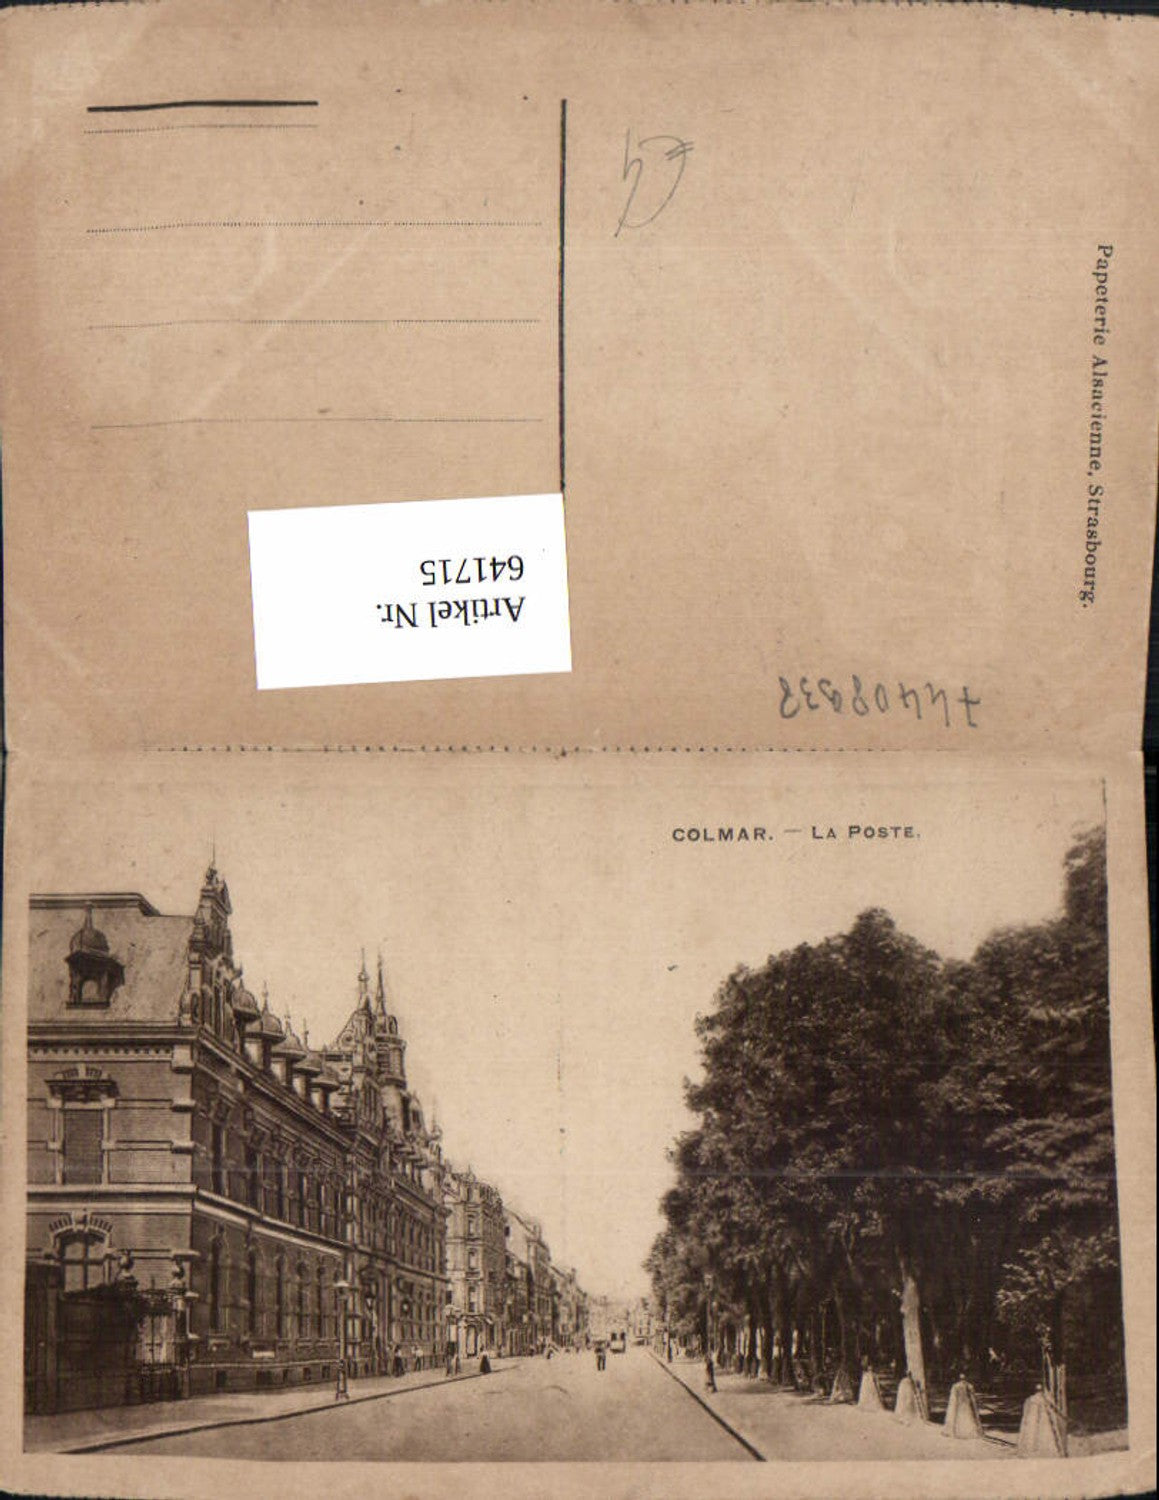 Papeterie Alsacienne, Strasbourg.
Artikel Nr.
641715
COLMAR. — LA POSTE.